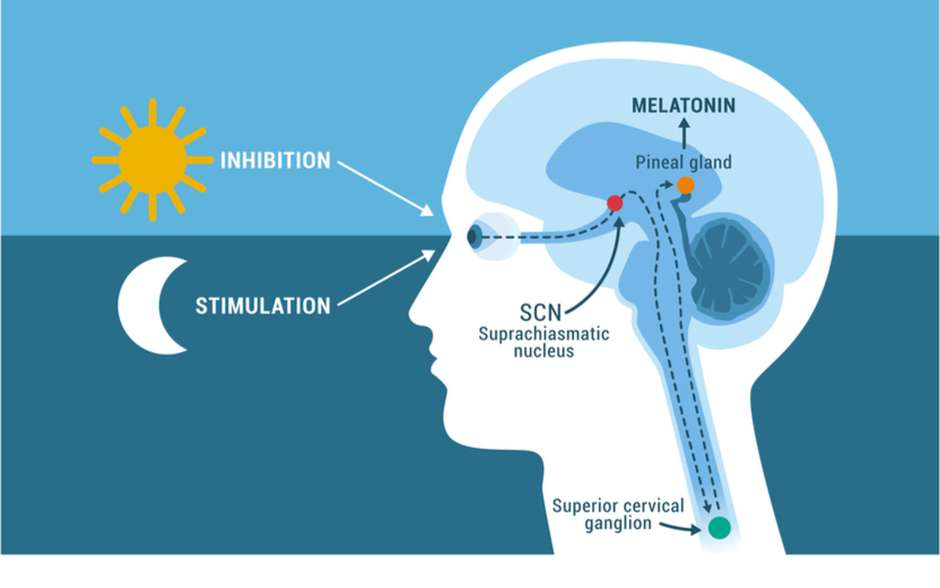 MELATONIN
INHIBITION
Pineal gland
STIMULATION
SCN
Suprachiasmatic
nucleus
Superior cervical
ganglion